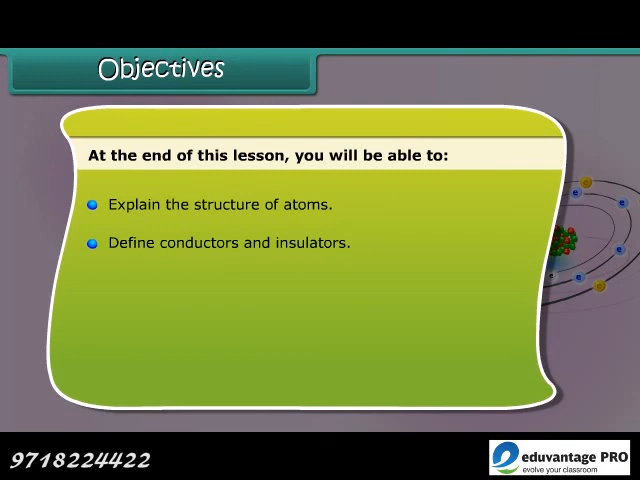 Objectives
At the end of this lesson, you will be able to:
Explain the structure of atoms.
Define conductors and insulators.
e
e
e
e
e
9718224422
eduvantage PRO
evolve your classroom